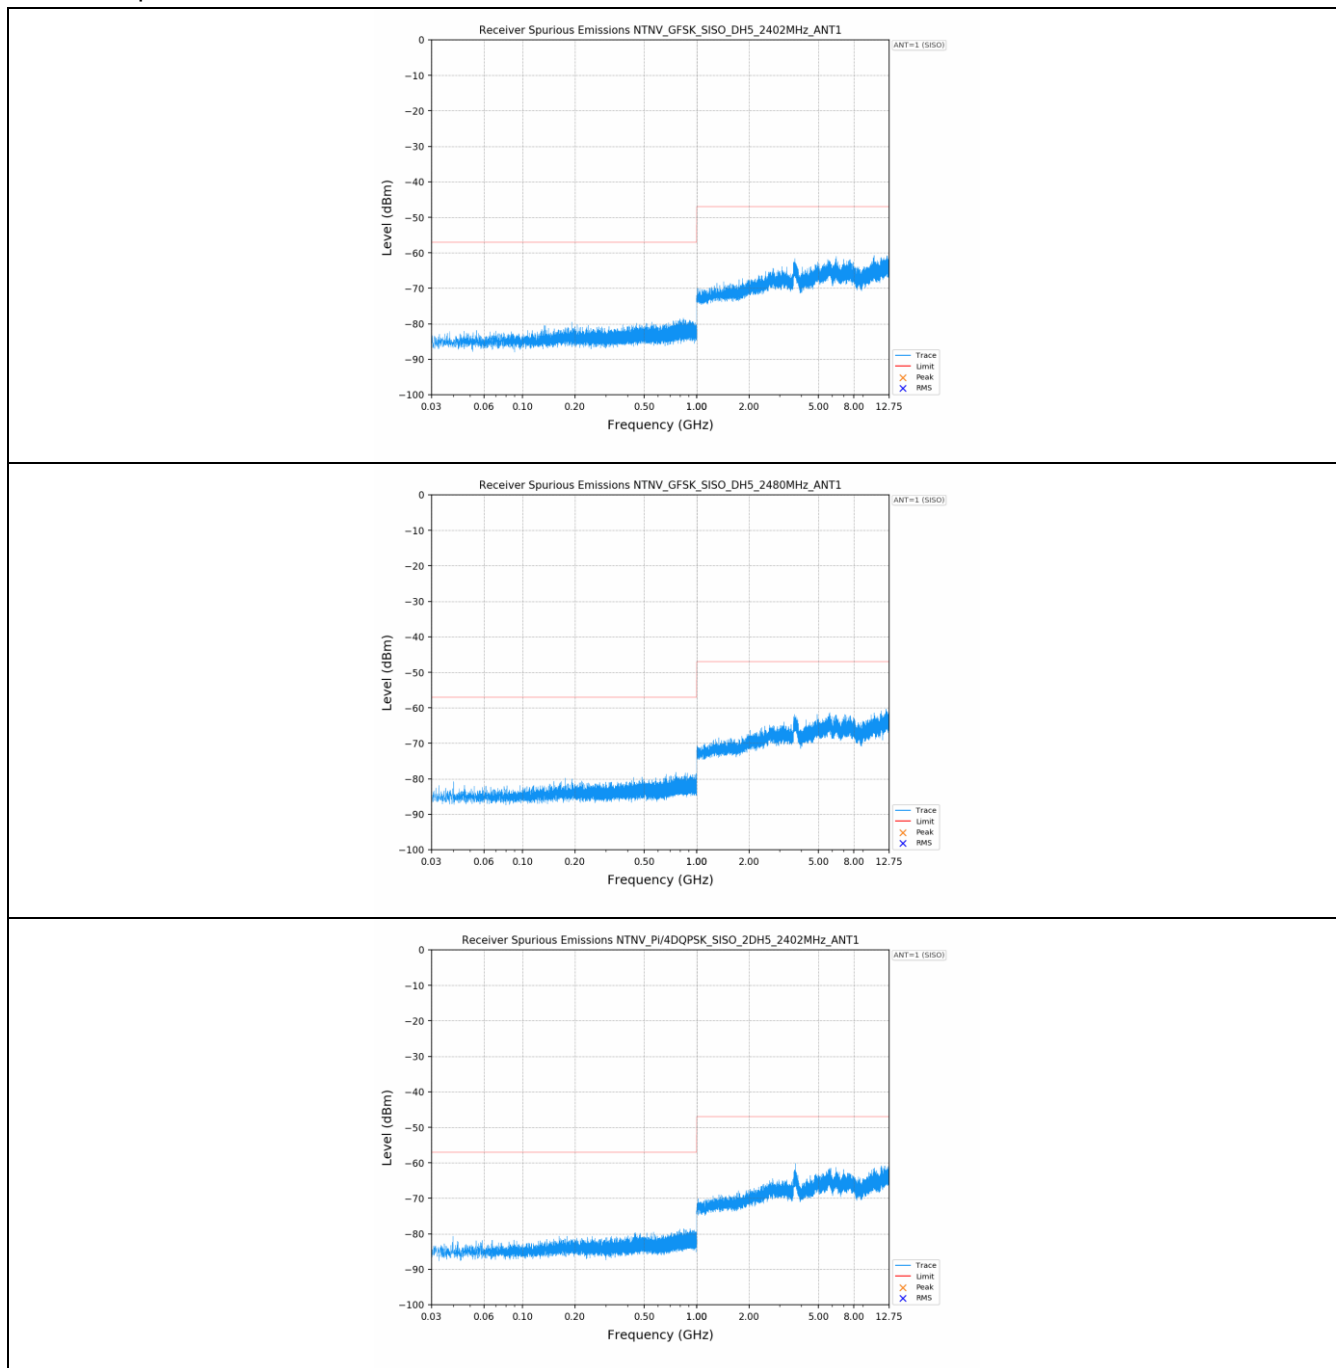 Receiver Spurious Emissions NTNV_GFSK_SISO_DH5_2402MHz_ANT1
ANT=1 (SISO)
0
−10
−20
−30
−40
−50
−60
−70
−80
−90
−100
Level (dBm)
0.03 0.06 0.10 0.20 0.50 1.00 2.00 5.00 8.00 12.75
Frequency (GHz)
Trace
Limit
Peak
RMS
Receiver Spurious Emissions NTNV_GFSK_SISO_DH5_2480MHz_ANT1
ANT=1 (SISO)
0
−10
−20
−30
−40
−50
−60
−70
−80
−90
−100
Level (dBm)
0.03 0.06 0.10 0.20 0.50 1.00 2.00 5.00 8.00 12.75
Frequency (GHz)
Trace
Limit
Peak
RMS
Receiver Spurious Emissions NTNV_Pi/4DQPSK_SISO_2DH5_2402MHz_ANT1
ANT=1 (SISO)
0
−10
−20
−30
−40
−50
−60
−70
−80
−90
−100
Level (dBm)
0.03 0.06 0.10 0.20 0.50 1.00 2.00 5.00 8.00 12.75
Frequency (GHz)
Trace
Limit
Peak
RMS